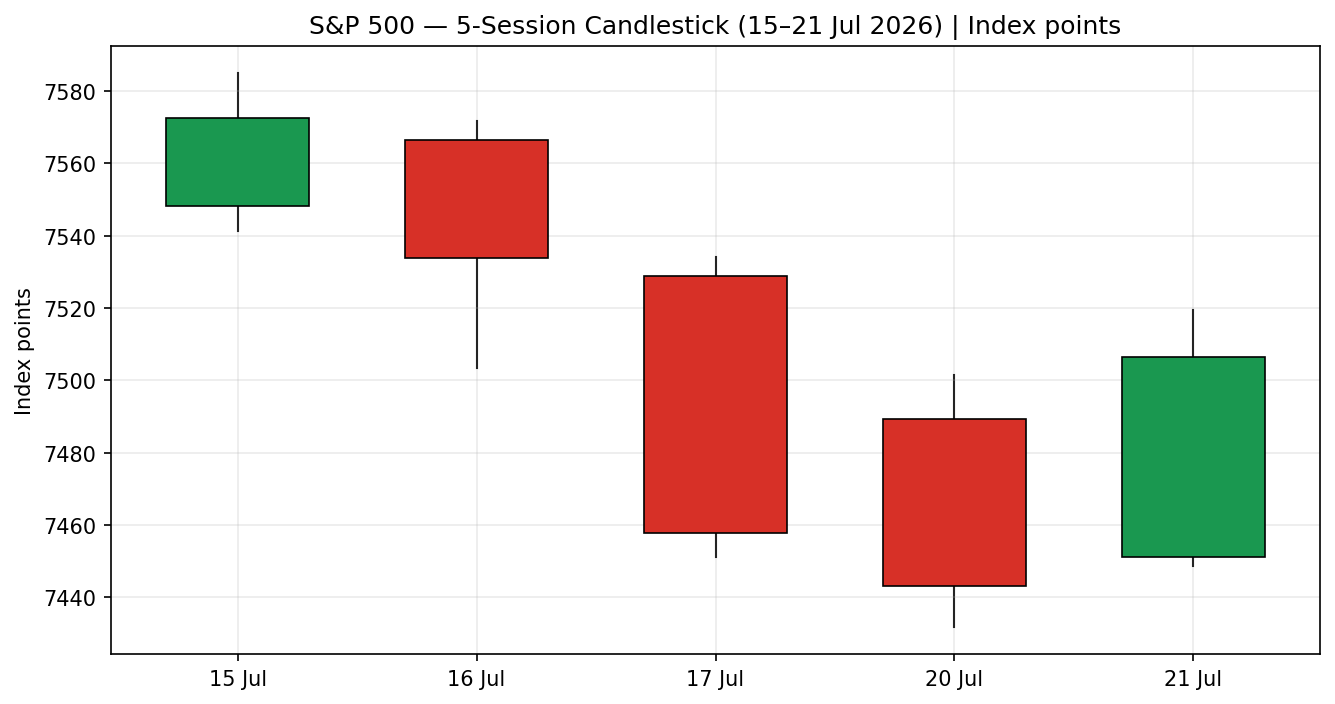 S&P 500 — 5-Session Candlestick (15–21 Jul 2026) | Index points
Index points
7580
7560
7540
7520
7500
7480
7460
7440
15 Jul
16 Jul
17 Jul
20 Jul
21 Jul